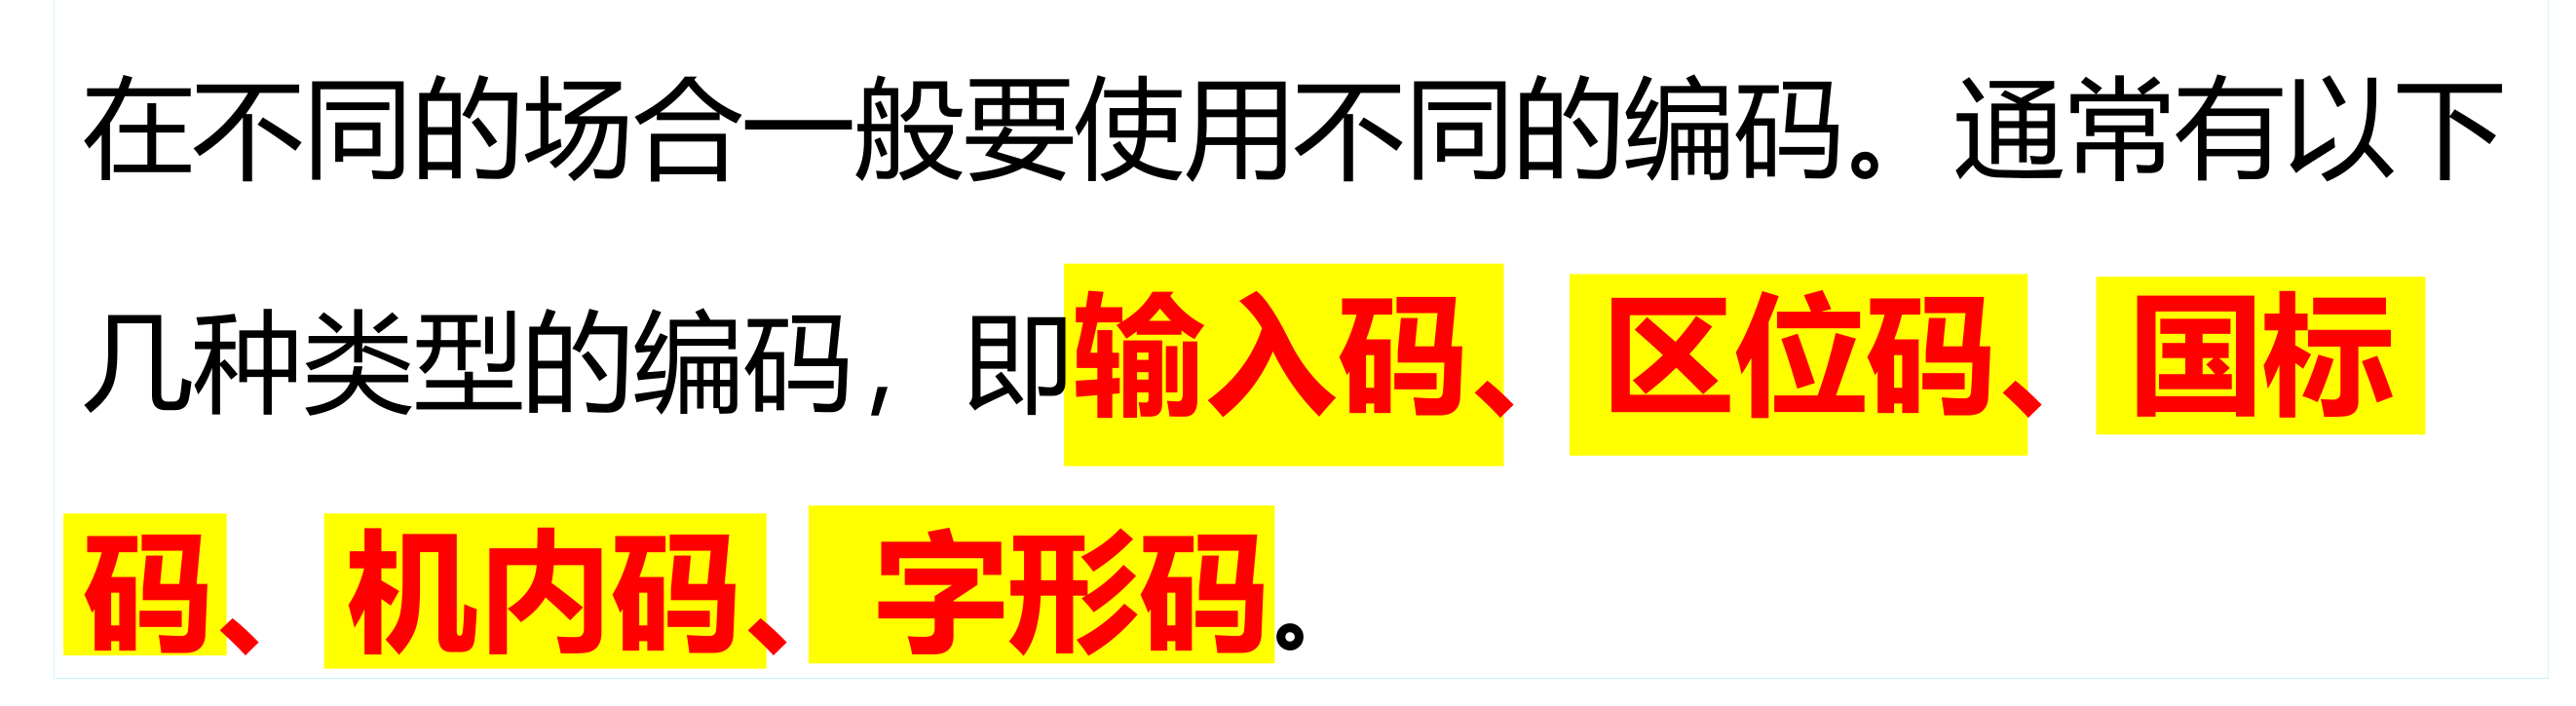 在不同的场合一般要使用不同的编码。通常有以下
几种类型的编码，即输入码、区位码、国标
码、机内码、字形码。